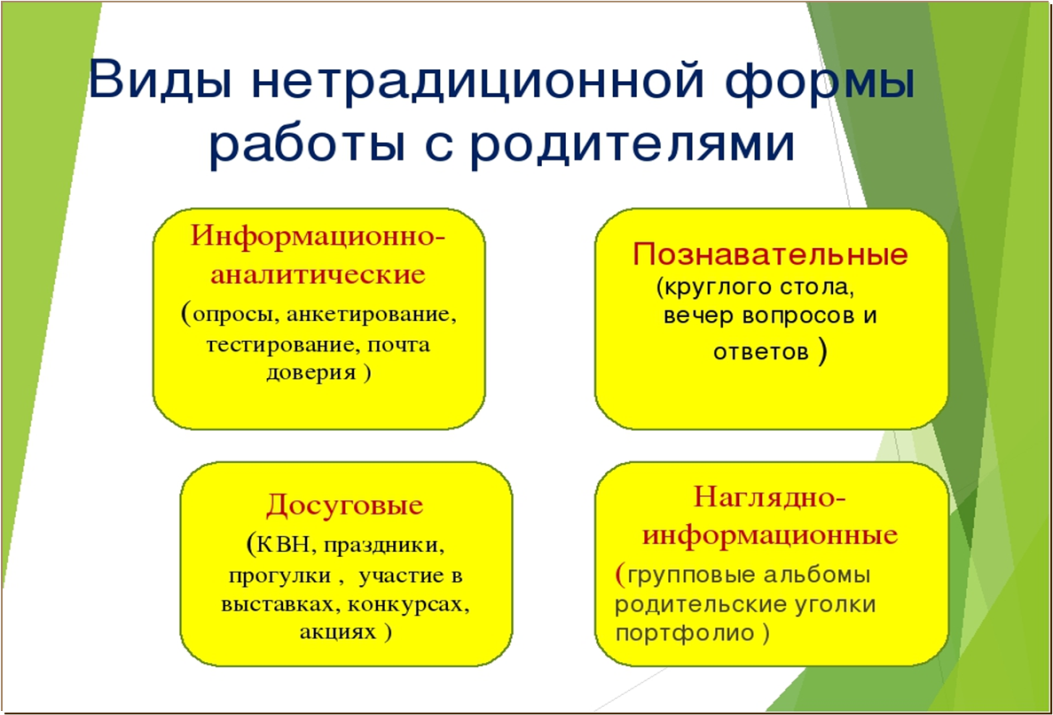 Виды нетрадиционной формы
работы с родителями
Информационно-
аналитические
(опросы, анкетирование,
тестирование, почта
доверия )
Познавательные
(круглого стола,
вечер вопросов и
ответов )
Досуговые
(КВН, праздники,
прогулки ,  участие в
выставках, конкурсах,
акциях )
Наглядно-
информационные
(групповые альбомы
родительские уголки
портфолио )